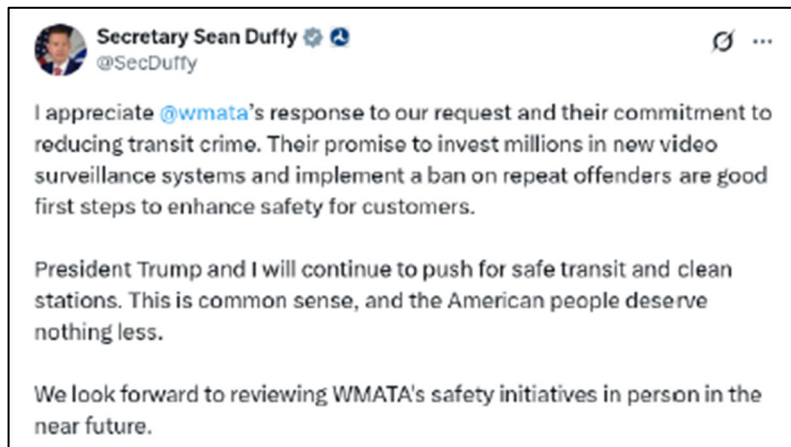 Secretary Sean Duffy
@SecDuffy
I appreciate @wmata's response to our request and their commitment to
reducing transit crime. Their promise to invest millions in new video
surveillance systems and implement a ban on repeat offenders are good
first steps to enhance safety for customers.
President Trump and I will continue to push for safe transit and clean
stations. This is common sense, and the American people deserve
nothing less.
We look forward to reviewing WMATA's safety initiatives in person in the
near future.